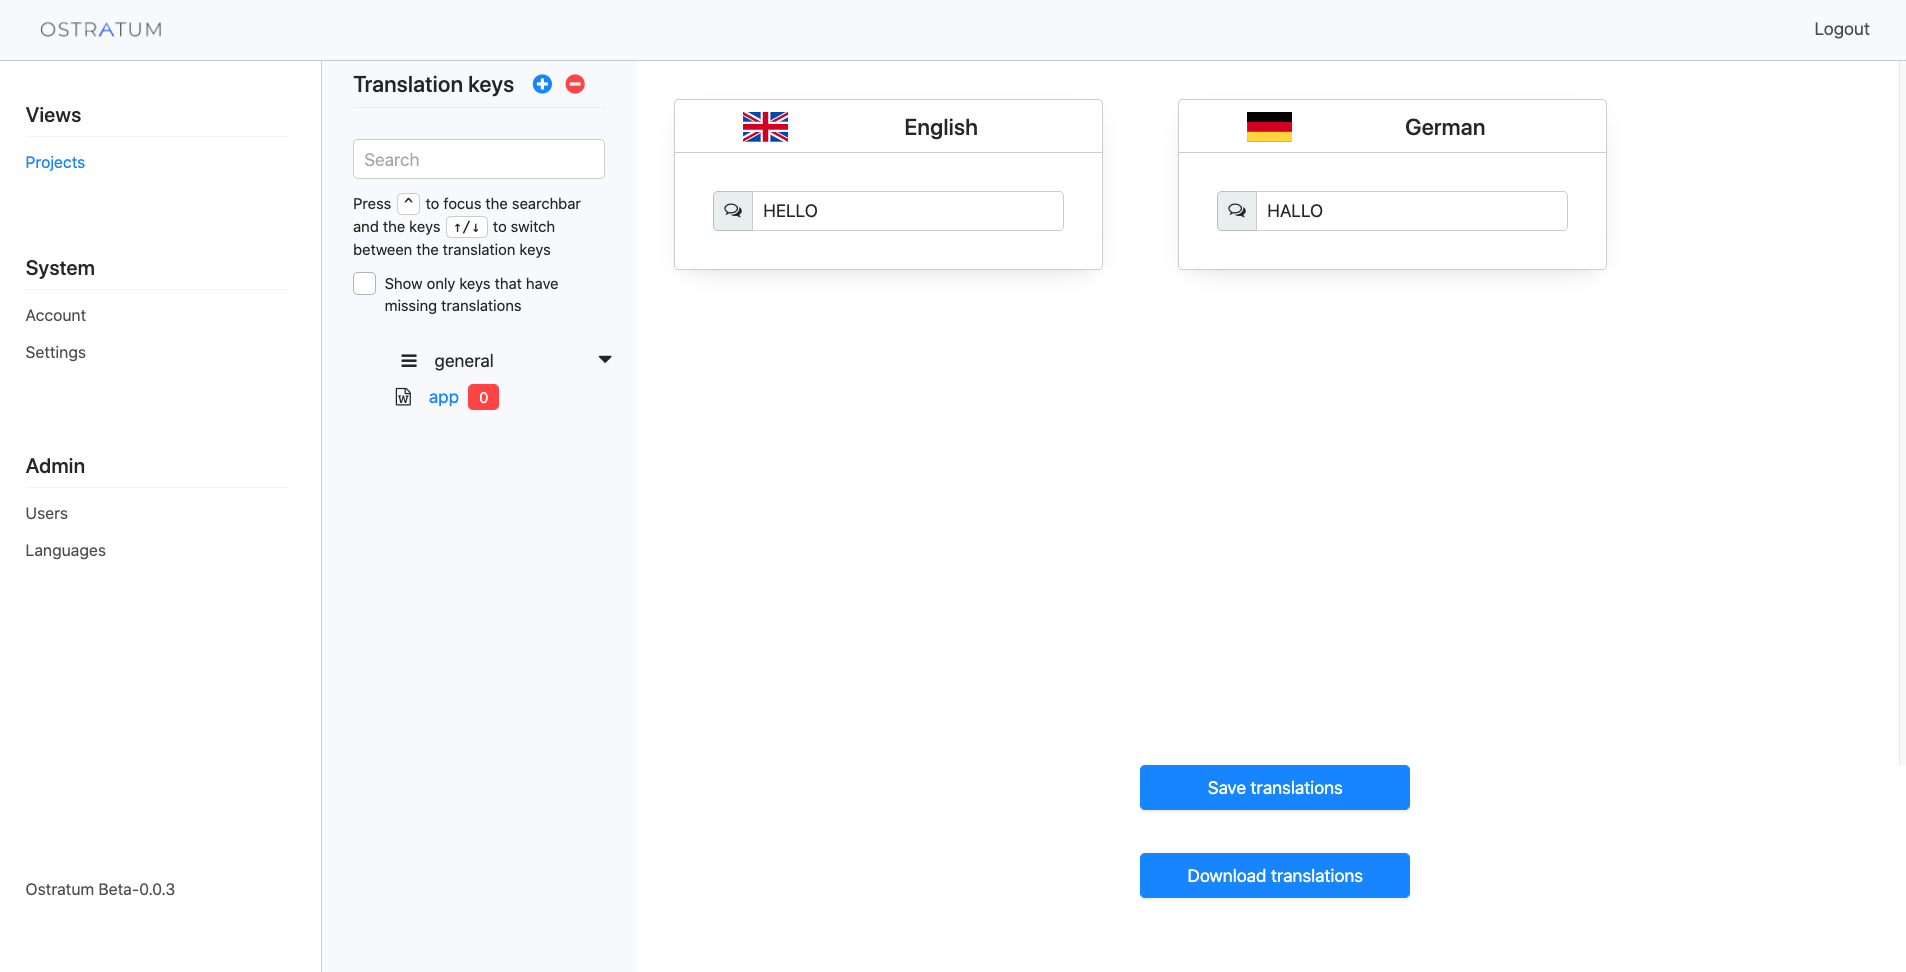 OSTRATUM
Logout
Views
Projects
System
Account
Settings
Admin
Users
Languages
Ostratum Beta-0.0.3
Translation keys
Search
Press ^ to focus the searchbar
and the keys ↑/↓ to switch
between the translation keys
Show only keys that have
missing translations
general
app 0
English
HELLO
German
HALLO
Save translations
Download translations